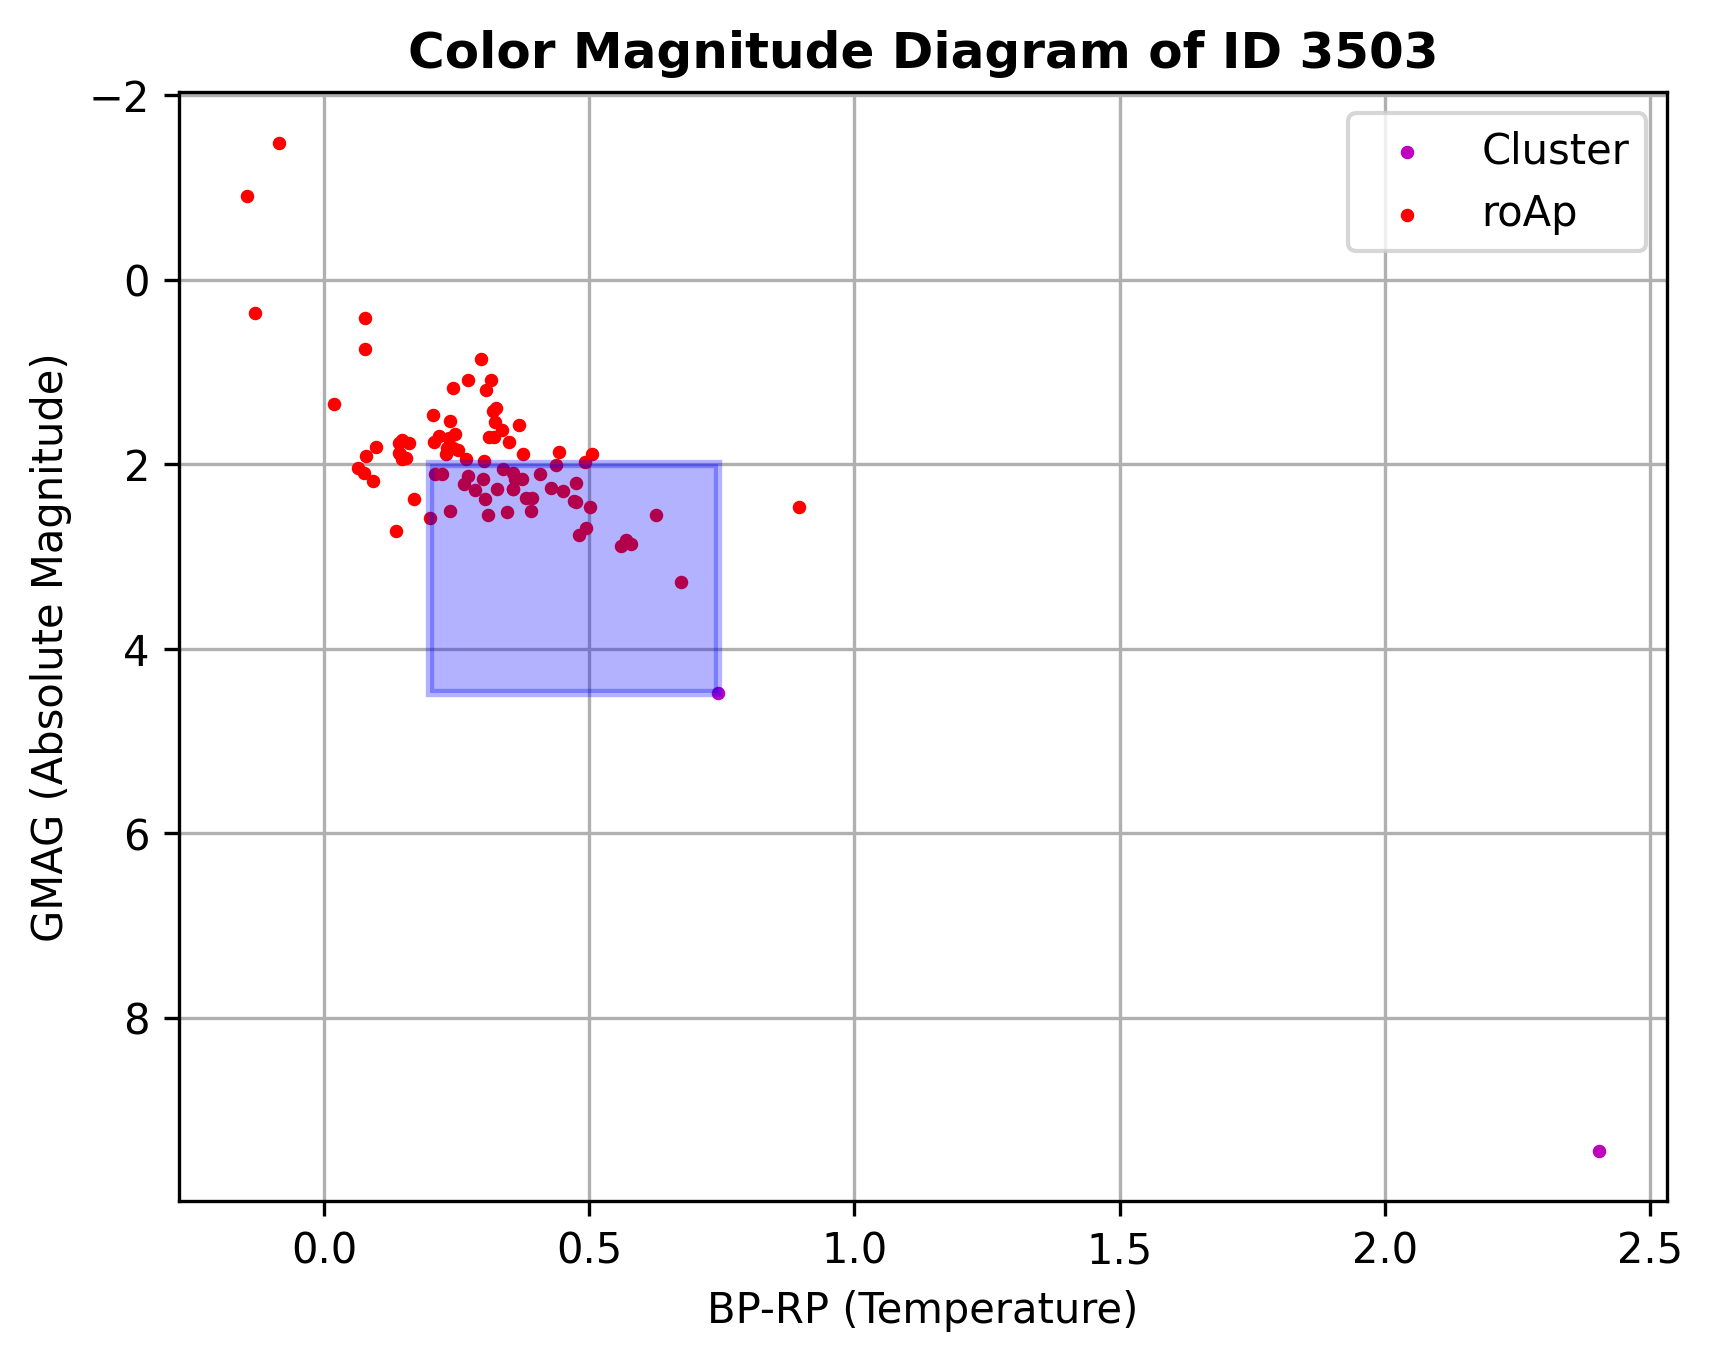 Color Magnitude Diagram of ID 3503
Cluster
roAp
GMAG (Absolute Magnitude)
−2
0
2
4
6
8
0.0 0.5 1.0 1.5 2.0 2.5
BP-RP (Temperature)